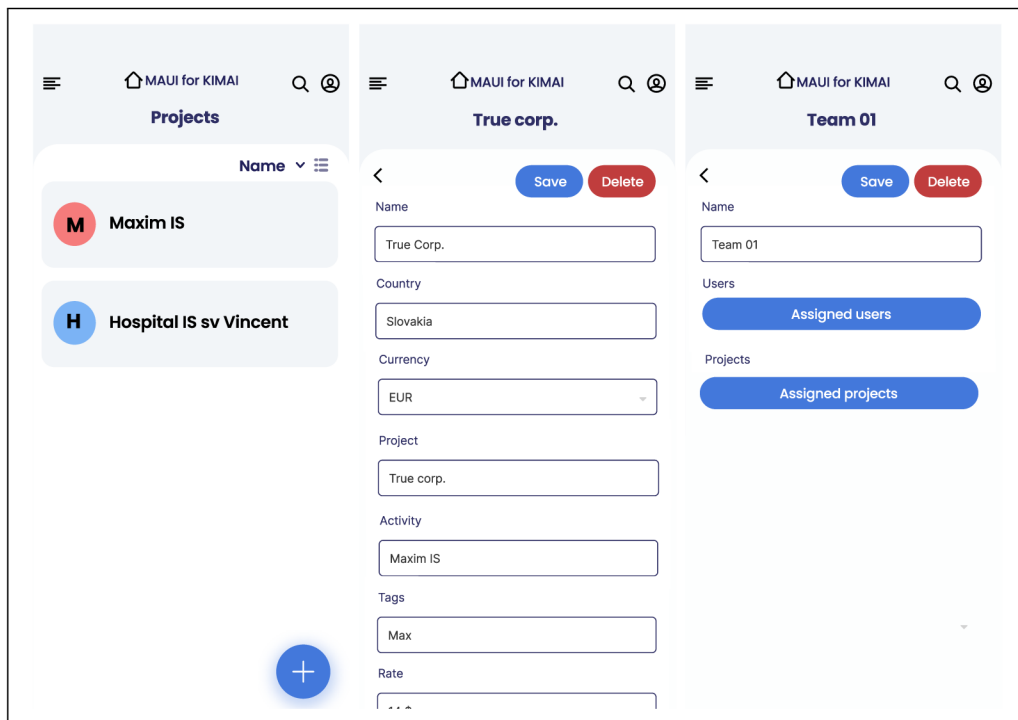 MAUI for KIMAI
Projects
Name
M
Maxim IS
H
Hospital IS sv Vincent
MAUI for KIMAI
True corp.
Save
Delete
Name
True Corp.
Country
Slovakia
Currency
EUR
Project
True corp.
Activity
Maxim IS
Tags
Max
Rate
MAUI for KIMAI
Team 01
Save
Delete
Name
Team 01
Users
Assigned users
Projects
Assigned projects